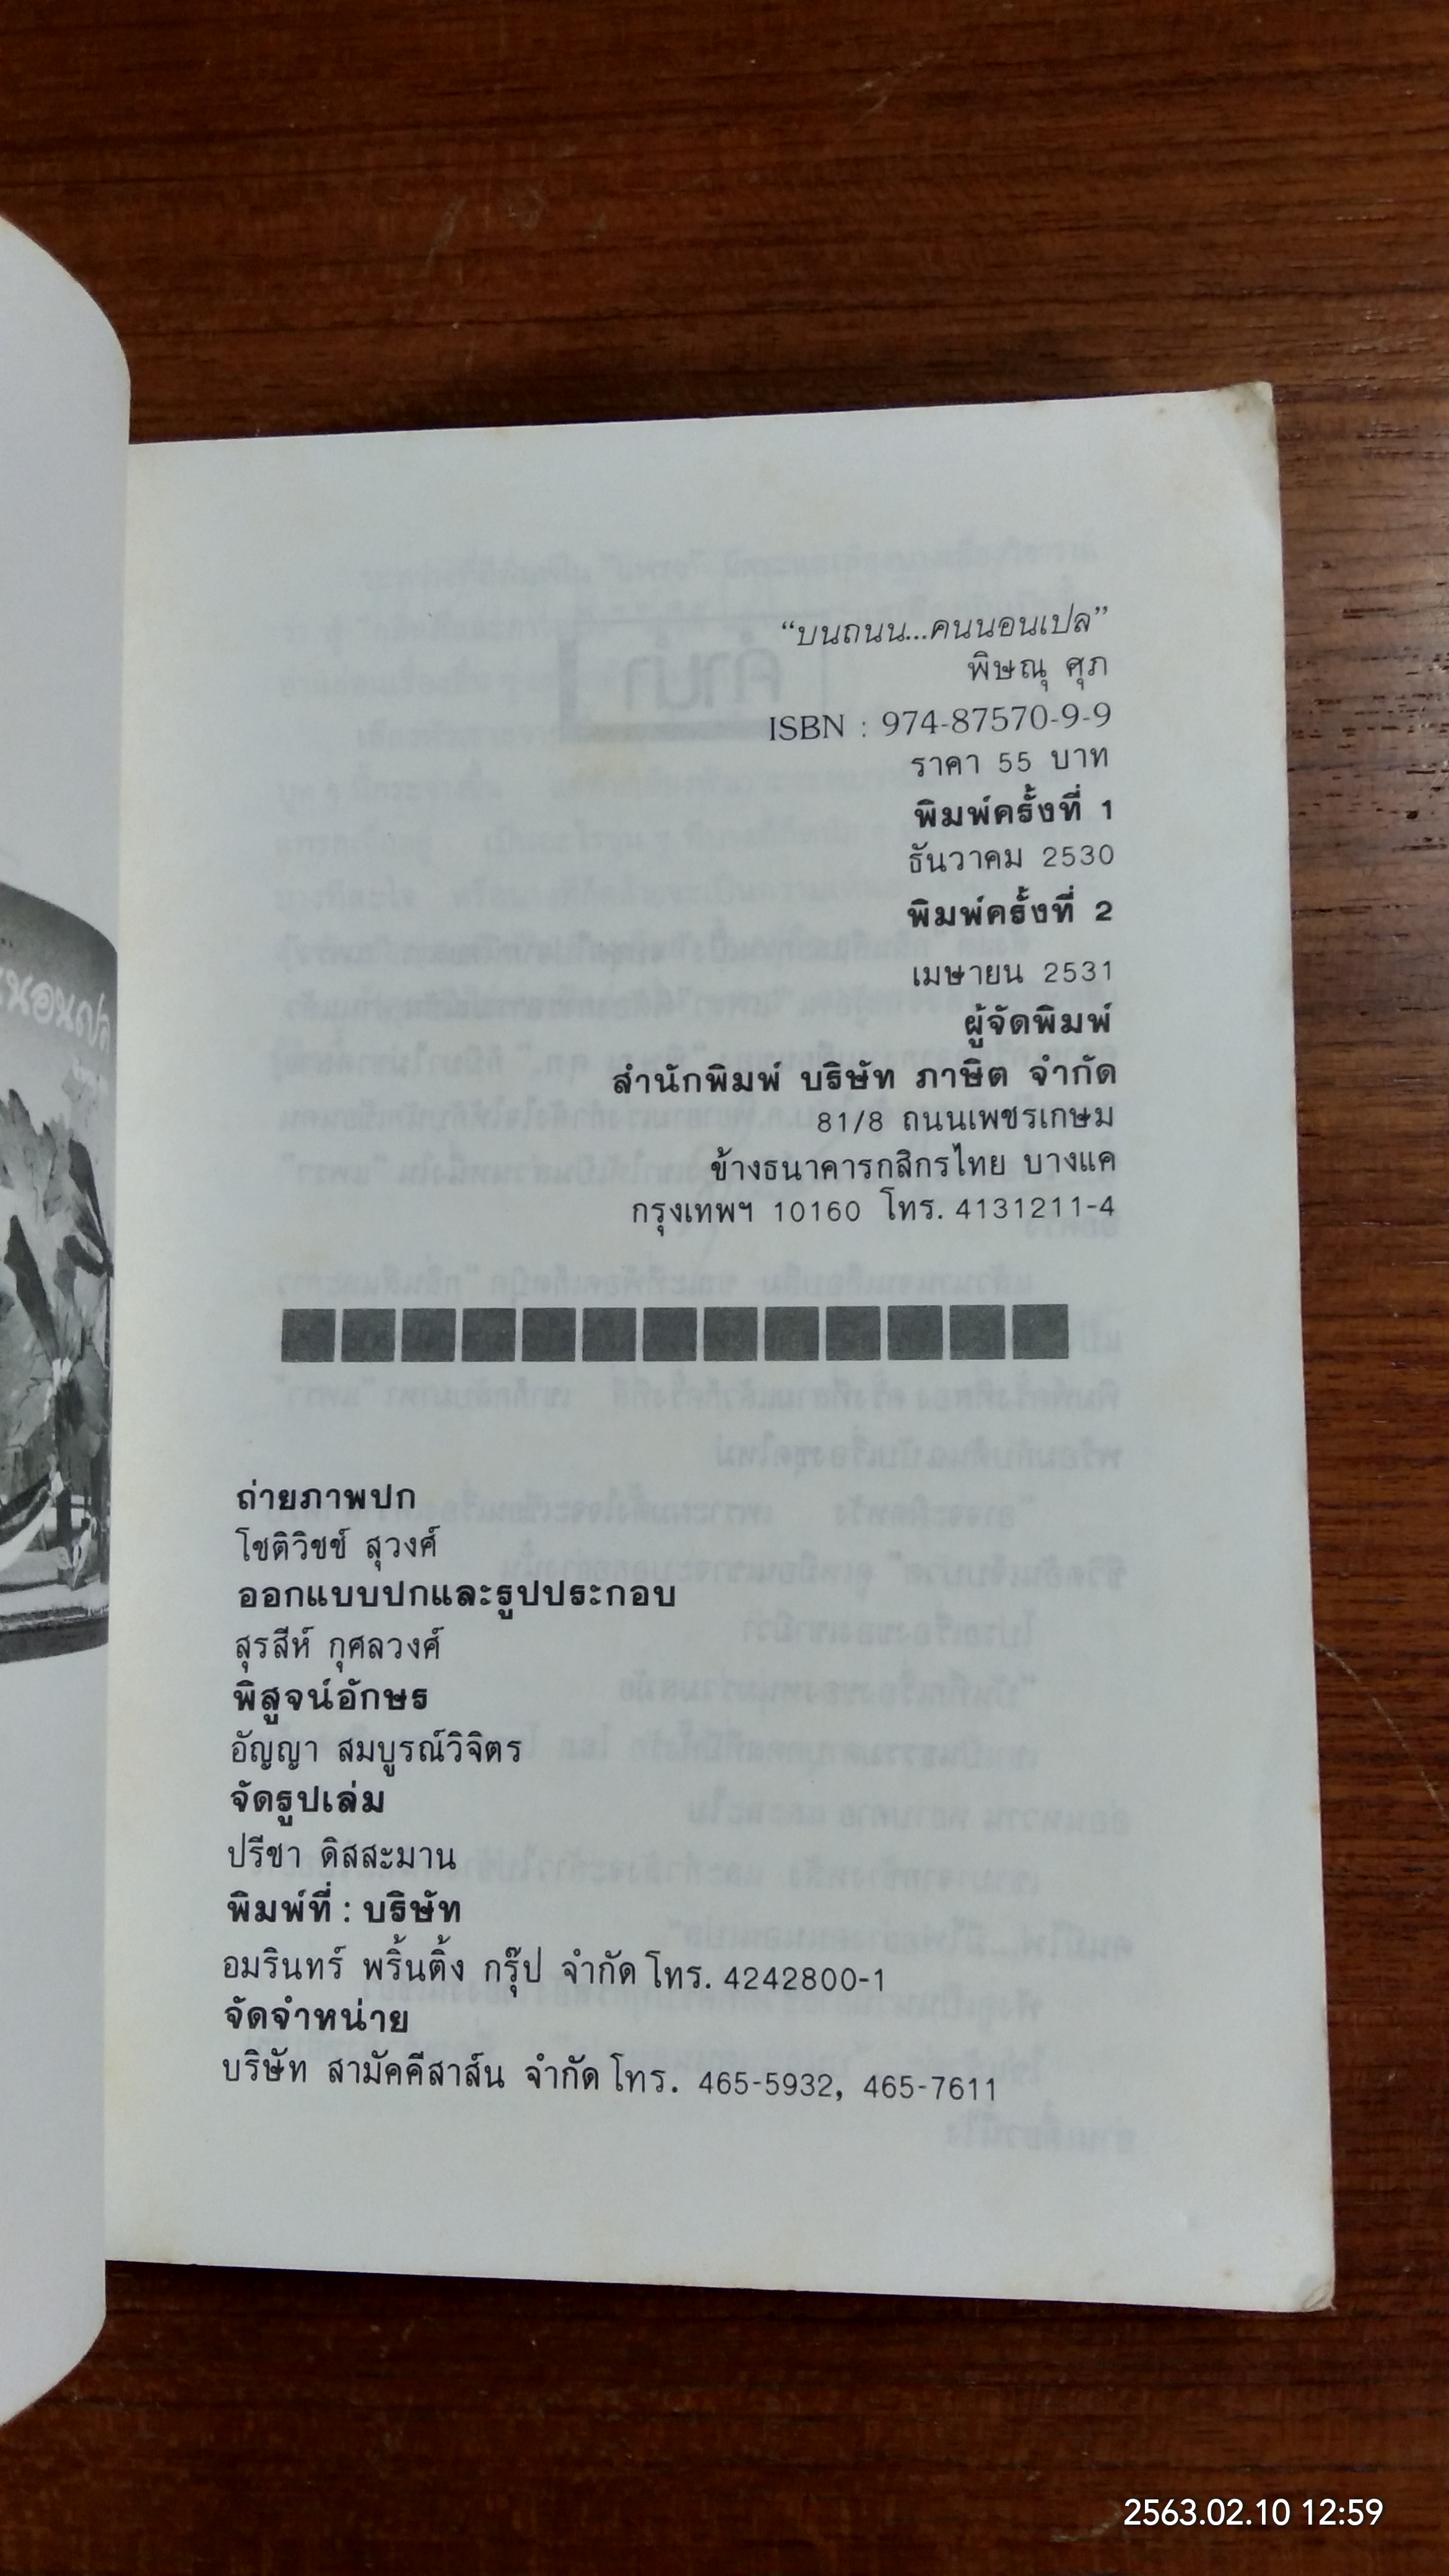 “บนถนน...คนนอนเปล”
พิษณุ ศุภ
ISBN : 974-87570-9-9
ราคา 55 บาท
พิมพ์ครั้งที่ 1
ธันวาคม 2530
พิมพ์ครั้งที่ 2
เมษายน 2531
ผู้จัดพิมพ์
สำนักพิมพ์ บริษัท ภาษิต จำกัด
81/8 ถนนเพชรเกษม
ข้างธนาคารกสิกรไทย บางแค
กรุงเทพฯ 10160 โทร. 4131211-4
ถ่ายภาพปก
โชติวิชช์ สุวงศ์
ออกแบบปกและรูปประกอบ
สุรสีห์ กุศลวงศ์
พิสูจน์อักษร
อัญญา สมบูรณ์วิจิตร
จัดรูปเล่ม
ปรีชา ดิสสะมาน
พิมพ์ที่ : บริษัท
อมรินทร์ พริ้นติ้ง กรุ๊ป จำกัด โทร. 4242800-1
จัดจำหน่าย
บริษัท สามัคคีสาส์น จำกัด โทร. 465-5932, 465-7611
2563.02.10 12:59